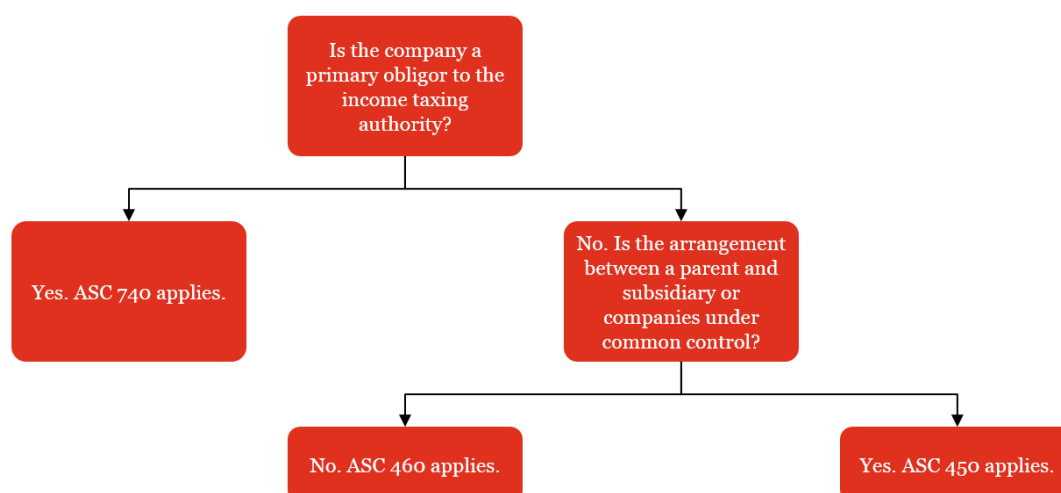 Is the company a
primary obligor to the
income taxing
authority?
Yes. ASC 740 applies.
No. Is the arrangement
between a parent and
subsidiary or
companies under
common control?
No. ASC 460 applies.
Yes. ASC 450 applies.